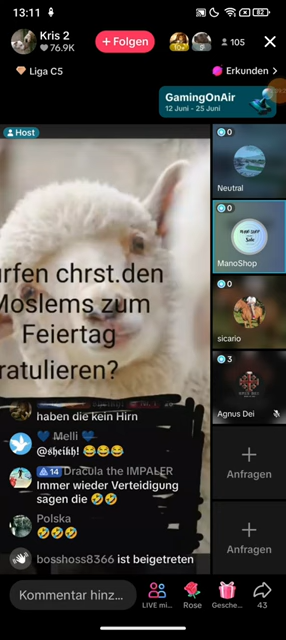 13:11
82
Kris 2
76.9K
+ Folgen
105
Liga C5
Erkunden >
GamingOnAir
12 Juni - 25 Juni
Host
0
Neutral
urfen chrst.den
Moslems zum
Feiertag
ratulieren?
0
ManoShop
0
sicario
3
Agnus Dei
haben die kein Hirn
Melli
@𝖘𝖍𝖊𝖎𝖐𝖍! 😂😂😂
14 Dracula the IMPALER
Immer wieder Verteidigung
sagen die 🤣🤣
Polska
🤣🤣🤣
bosshoss8366 ist beigetreten
+
Anfragen
+
Anfragen
Kommentar hinz...
LIVE mi...
Rose
Gesche...
43